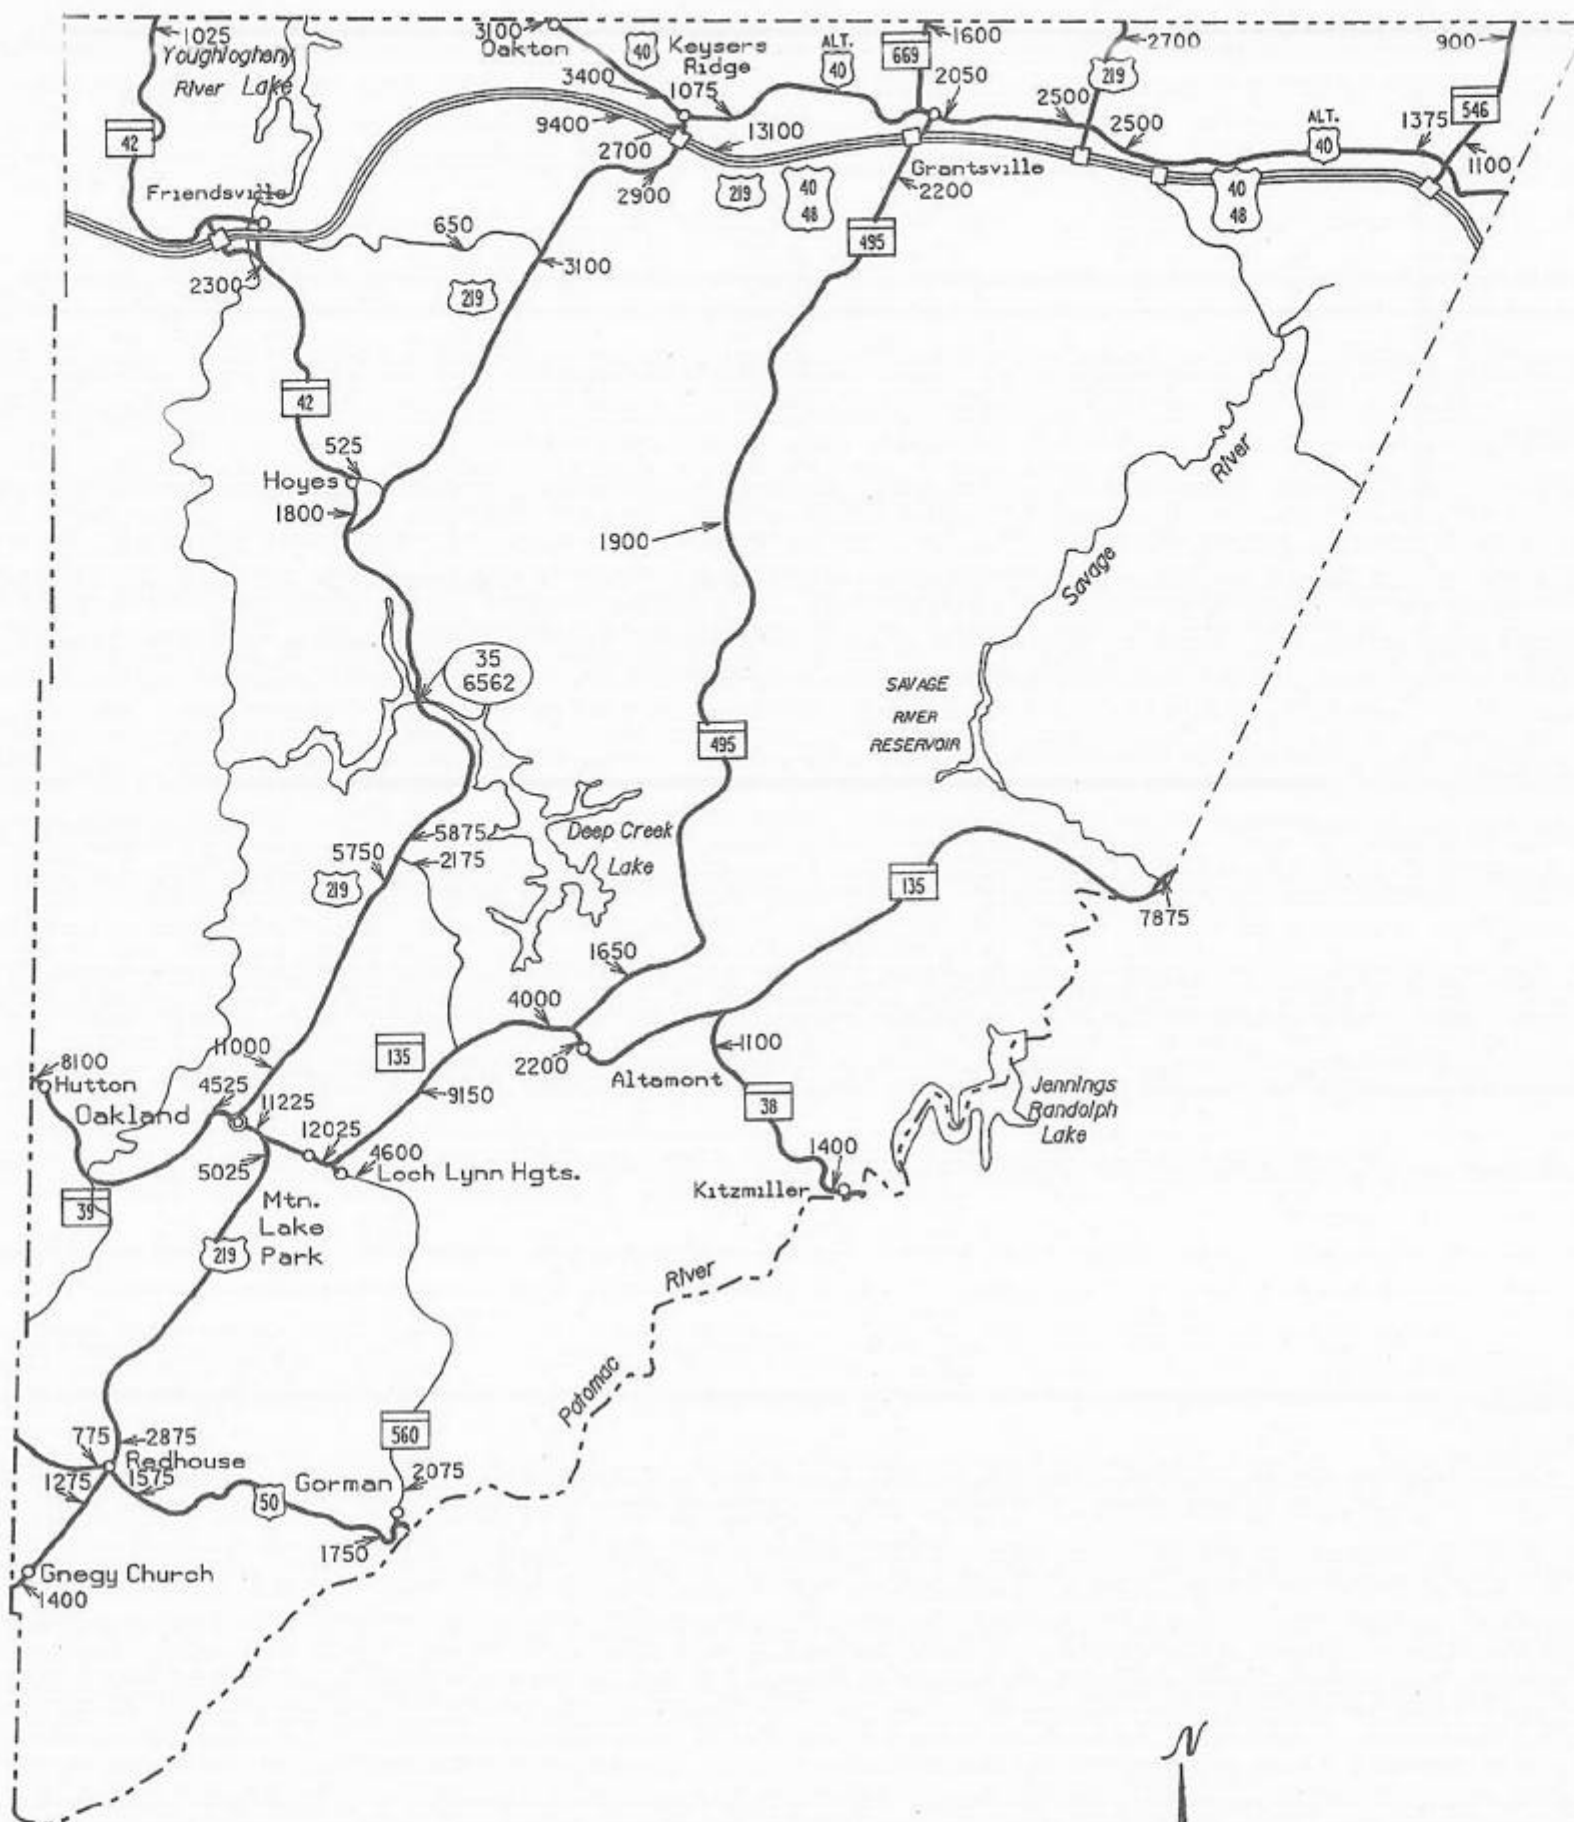 1025
Youghiogheny
River Lake
3100
Oakton
40
Keysers
Ridge
ALT.
40
669
1600
2700
900
219
3400
1075
2050
2500
2500
546
42
9400
2700
13100
ALT.
40
1375
1100
Friendsville
2900
219
40
48
Grantsville
2200
40
48
650
495
2300
219
3100
42
525
Hoyes
1800
1900
River
Savage
35
6562
SAVAGE
RIVER
RESERVOIR
495
5875
5750
2175
Deep Creek
Lake
219
135
7875
1650
4000
11000
135
2200
1100
8100
Hutton
4525
Altamont
Jennings
Randolph
Lake
Oakland
11225
9150
38
12025
5025
4600
Loch Lynn Hgts.
1400
Kitzmiller
39
Mtn.
Lake
Park
219
River
Potomac
775
2875
560
Redhouse
1275
1575
Gorman
2075
50
1750
Gnegy Church
1400
N